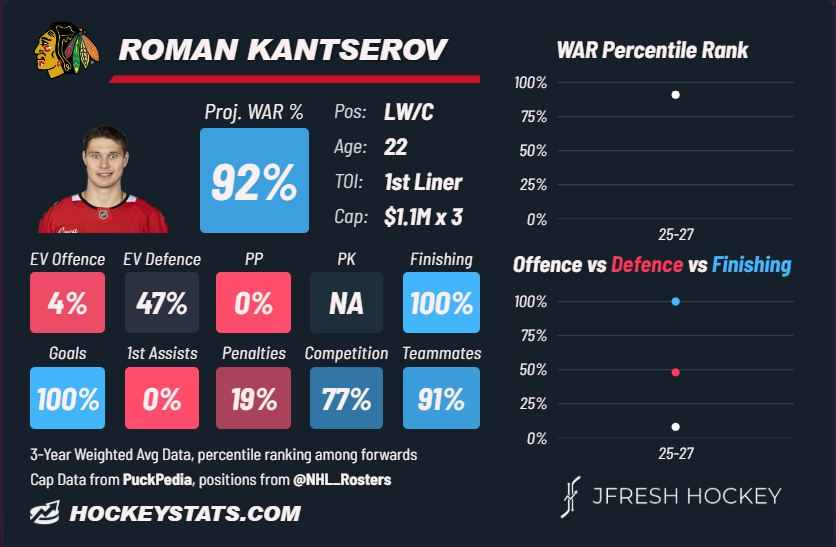 ROMAN KANTSEROV
Proj. WAR %
92%
Pos: LW/C
Age: 22
TOI: 1st Liner
Cap: $1.1M x 3
EV Offence EV Defence PP PK Finishing
4% 47% 0% NA 100%
Goals 1st Assists Penalties Competition Teammates
100% 0% 19% 77% 91%
3-Year Weighted Avg Data, percentile ranking among forwards
Cap Data from PuckPedia, positions from @NHL_Rosters
HOCKEYSTATS.COM
WAR Percentile Rank
100%
75%
50%
25%
0%
25-27
Offence vs Defence vs Finishing
100%
75%
50%
25%
0%
25-27
JFRESH HOCKEY